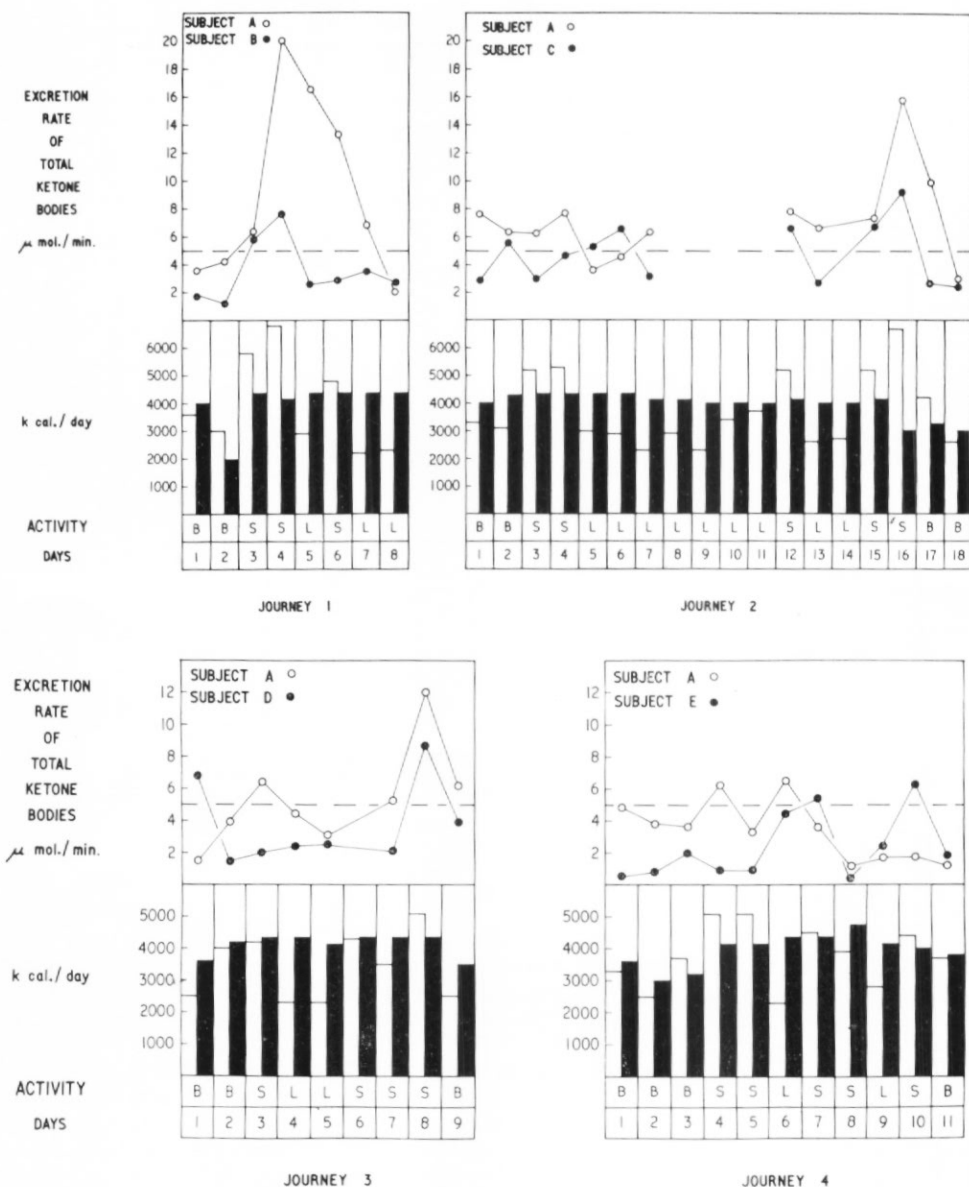 SUBJECT A ○
SUBJECT B ●
20
18
16
14
12
10
8
6
4
2
EXCRETION
RATE
OF
TOTAL
KETONE
BODIES
μ mol./min.
6000
5000
4000
3000
2000
1000
k cal./day
ACTIVITY B B S S L S L L
DAYS 1 2 3 4 5 6 7 8
JOURNEY 1
SUBJECT A ○
SUBJECT C ●
20
18
16
14
12
10
8
6
4
2
6000
5000
4000
3000
2000
1000
B B S S L L L L L L L S L L S S B B
1 2 3 4 5 6 7 8 9 10 11 12 13 14 15 16 17 18
JOURNEY 2
SUBJECT A ○
SUBJECT D ●
12
10
8
6
4
2
EXCRETION
RATE
OF
TOTAL
KETONE
BODIES
μ mol./min.
5000
4000
3000
2000
1000
k cal./day
ACTIVITY B B S L L S S S B
DAYS 1 2 3 4 5 6 7 8 9
JOURNEY 3
SUBJECT A ○
SUBJECT E ●
12
10
8
6
4
2
5000
4000
3000
2000
1000
B B B S S L S S L S B
1 2 3 4 5 6 7 8 9 10 11
JOURNEY 4